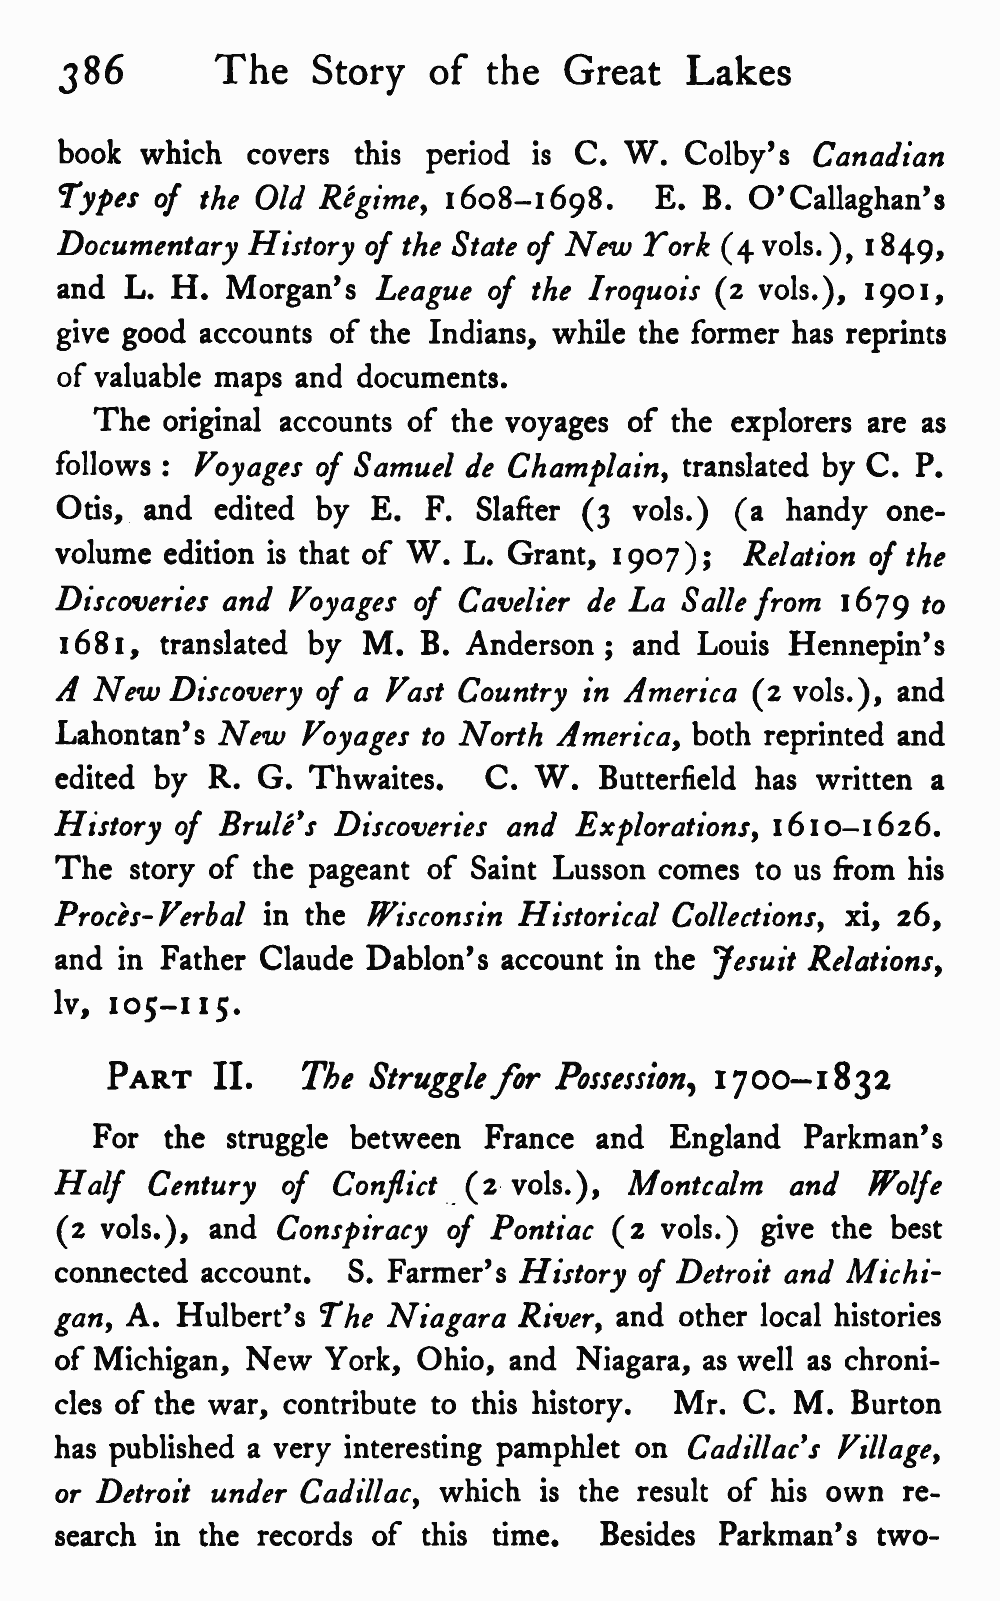 386 The Story of the Great Lakes
book which covers this period is C. W. Colby's Canadian
Types of the Old Régime, 1608–1698. E. B. O'Callaghan's
Documentary History of the State of New York (4 vols.), 1849,
and L. H. Morgan's League of the Iroquois (2 vols.), 1901,
give good accounts of the Indians, while the former has reprints
of valuable maps and documents.
The original accounts of the voyages of the explorers are as
follows : Voyages of Samuel de Champlain, translated by C. P.
Otis, and edited by E. F. Slafter (3 vols.) (a handy one-
volume edition is that of W. L. Grant, 1907); Relation of the
Discoveries and Voyages of Cavelier de La Salle from 1679 to
1681, translated by M. B. Anderson ; and Louis Hennepin's
A New Discovery of a Vast Country in America (2 vols.), and
Lahontan's New Voyages to North America, both reprinted and
edited by R. G. Thwaites. C. W. Butterfield has written a
History of Brulé's Discoveries and Explorations, 1610–1626.
The story of the pageant of Saint Lusson comes to us from his
Procès-Verbal in the Wisconsin Historical Collections, xi, 26,
and in Father Claude Dablon's account in the Jesuit Relations,
lv, 105–115.
PART II. The Struggle for Possession, 1700–1832
For the struggle between France and England Parkman's
Half Century of Conflict (2 vols.), Montcalm and Wolfe
(2 vols.), and Conspiracy of Pontiac (2 vols.) give the best
connected account. S. Farmer's History of Detroit and Michi-
gan, A. Hulbert's The Niagara River, and other local histories
of Michigan, New York, Ohio, and Niagara, as well as chroni-
cles of the war, contribute to this history. Mr. C. M. Burton
has published a very interesting pamphlet on Cadillac's Village,
or Detroit under Cadillac, which is the result of his own re-
search in the records of this time. Besides Parkman's two-